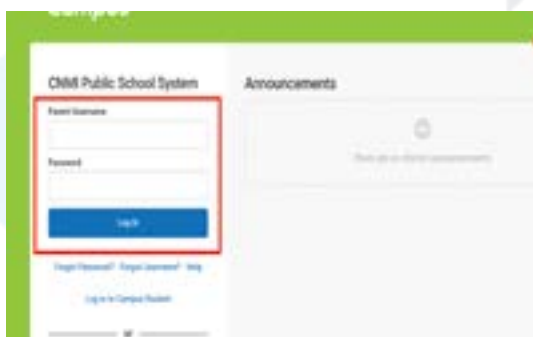 Campus
CNMI Public School System
Announcements
Parent Username
Password
Log In
Forgot Password? Forgot Username? Help
Log in to Campus Student
or